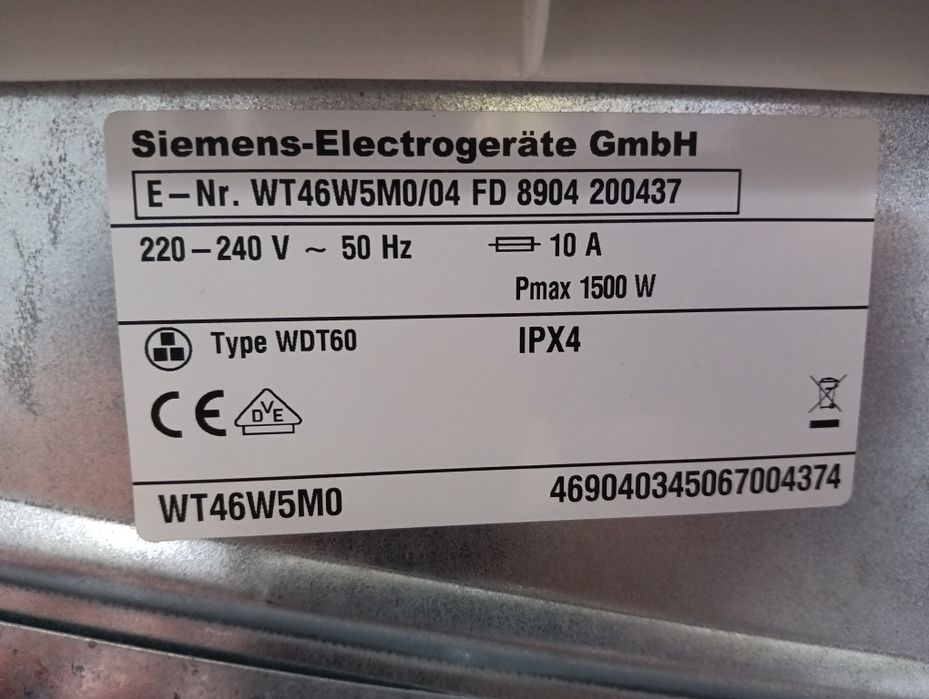 Siemens-Electrogeräte GmbH
E-Nr. WT46W5M0/04 FD 8904 200437
220-240 V ~ 50 Hz 10 A
Pmax 1500 W
Type WDT60 IPX4
CE DVE
WT46W5M0 469040345067004374